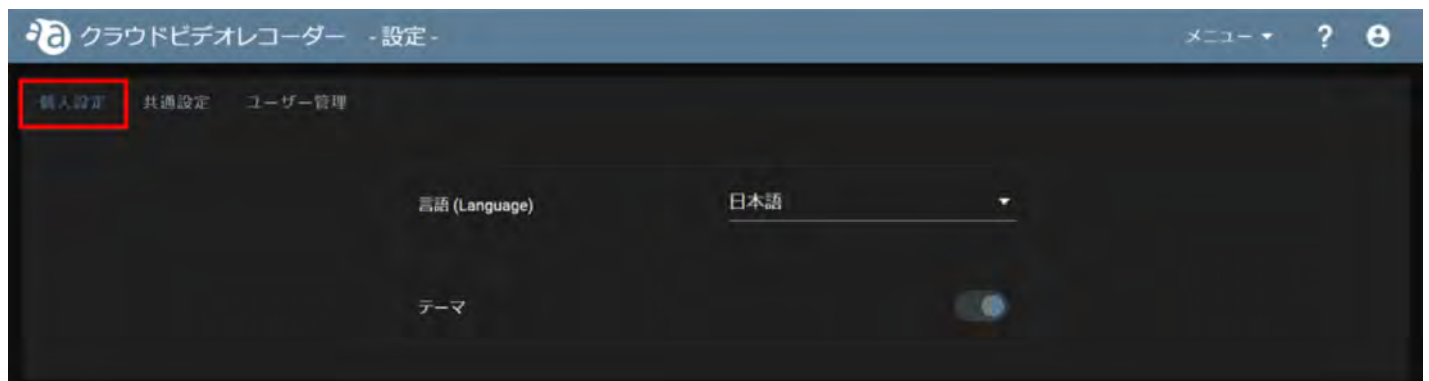 クラウドビデオレコーダー - 設定 - メニュー ?
個人設定 共通設定 ユーザー管理
言語 (Language) 日本語
テーマ